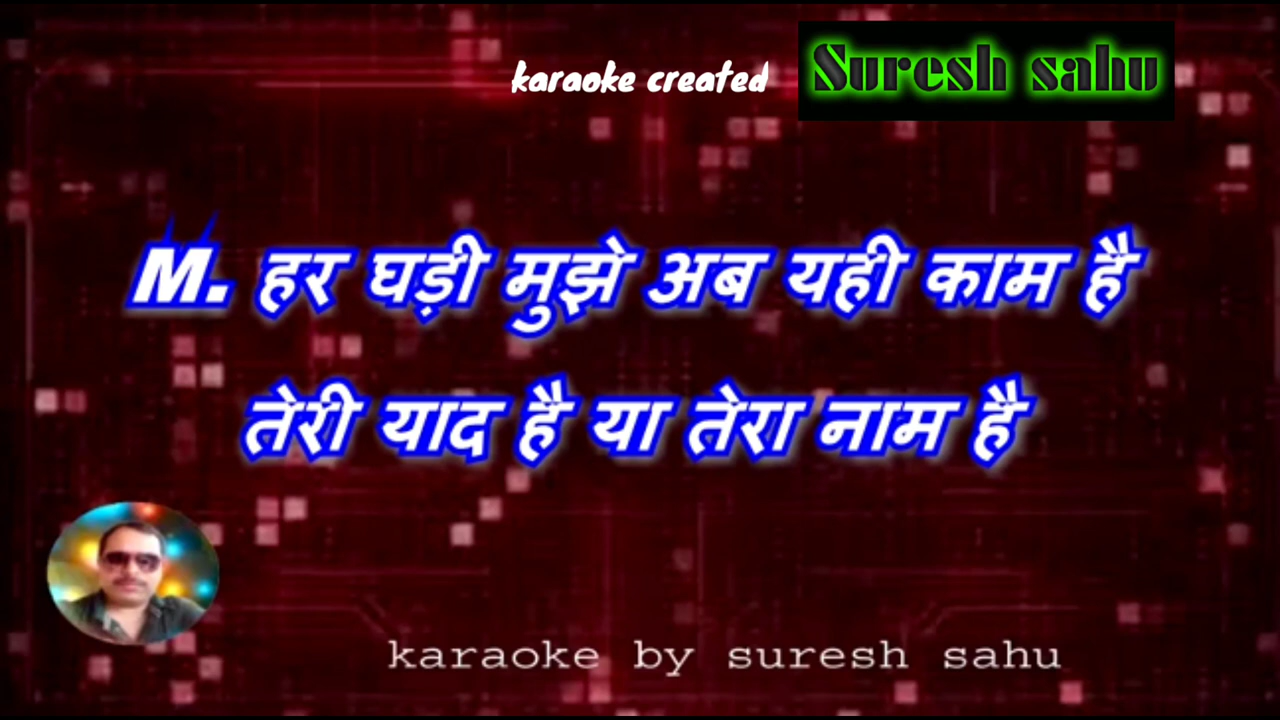 karaoke created Suresh sahu
M. हर घड़ी मुझे अब यही काम है
तेरी याद है या तेरा नाम है
karaoke by suresh sahu